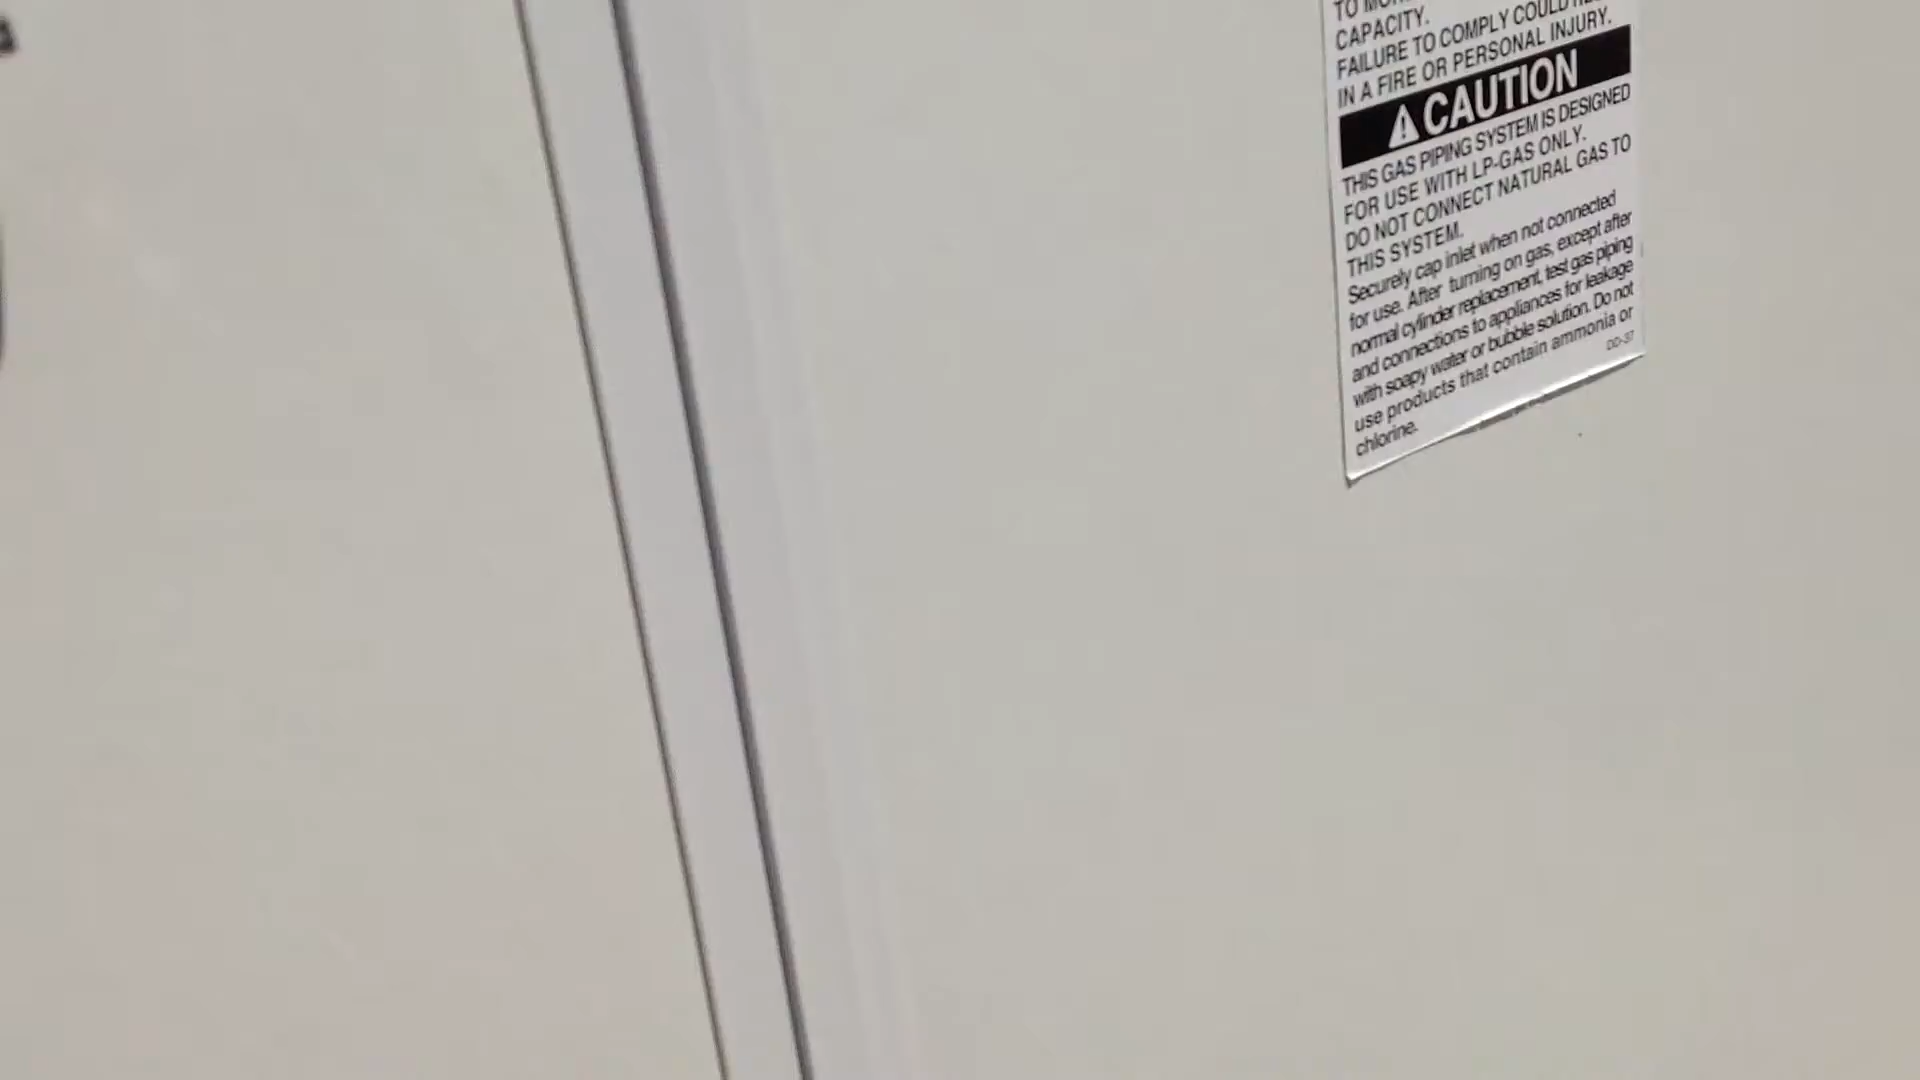 CAPACITY.
FAILURE TO COMPLY COULD
IN A FIRE OR PERSONAL INJURY.
CAUTION
THIS GAS PIPING SYSTEM IS DESIGNED
FOR USE WITH LP-GAS ONLY.
DO NOT CONNECT NATURAL GAS TO
THIS SYSTEM.
Securely cap inlet when not connected
for use. After turning on gas, except after
normal cylinder replacement, test gas piping
and connections to appliances for leakage
with soapy water or bubble solution. Do not
use products that contain ammonia or
chlorine.
DD-37